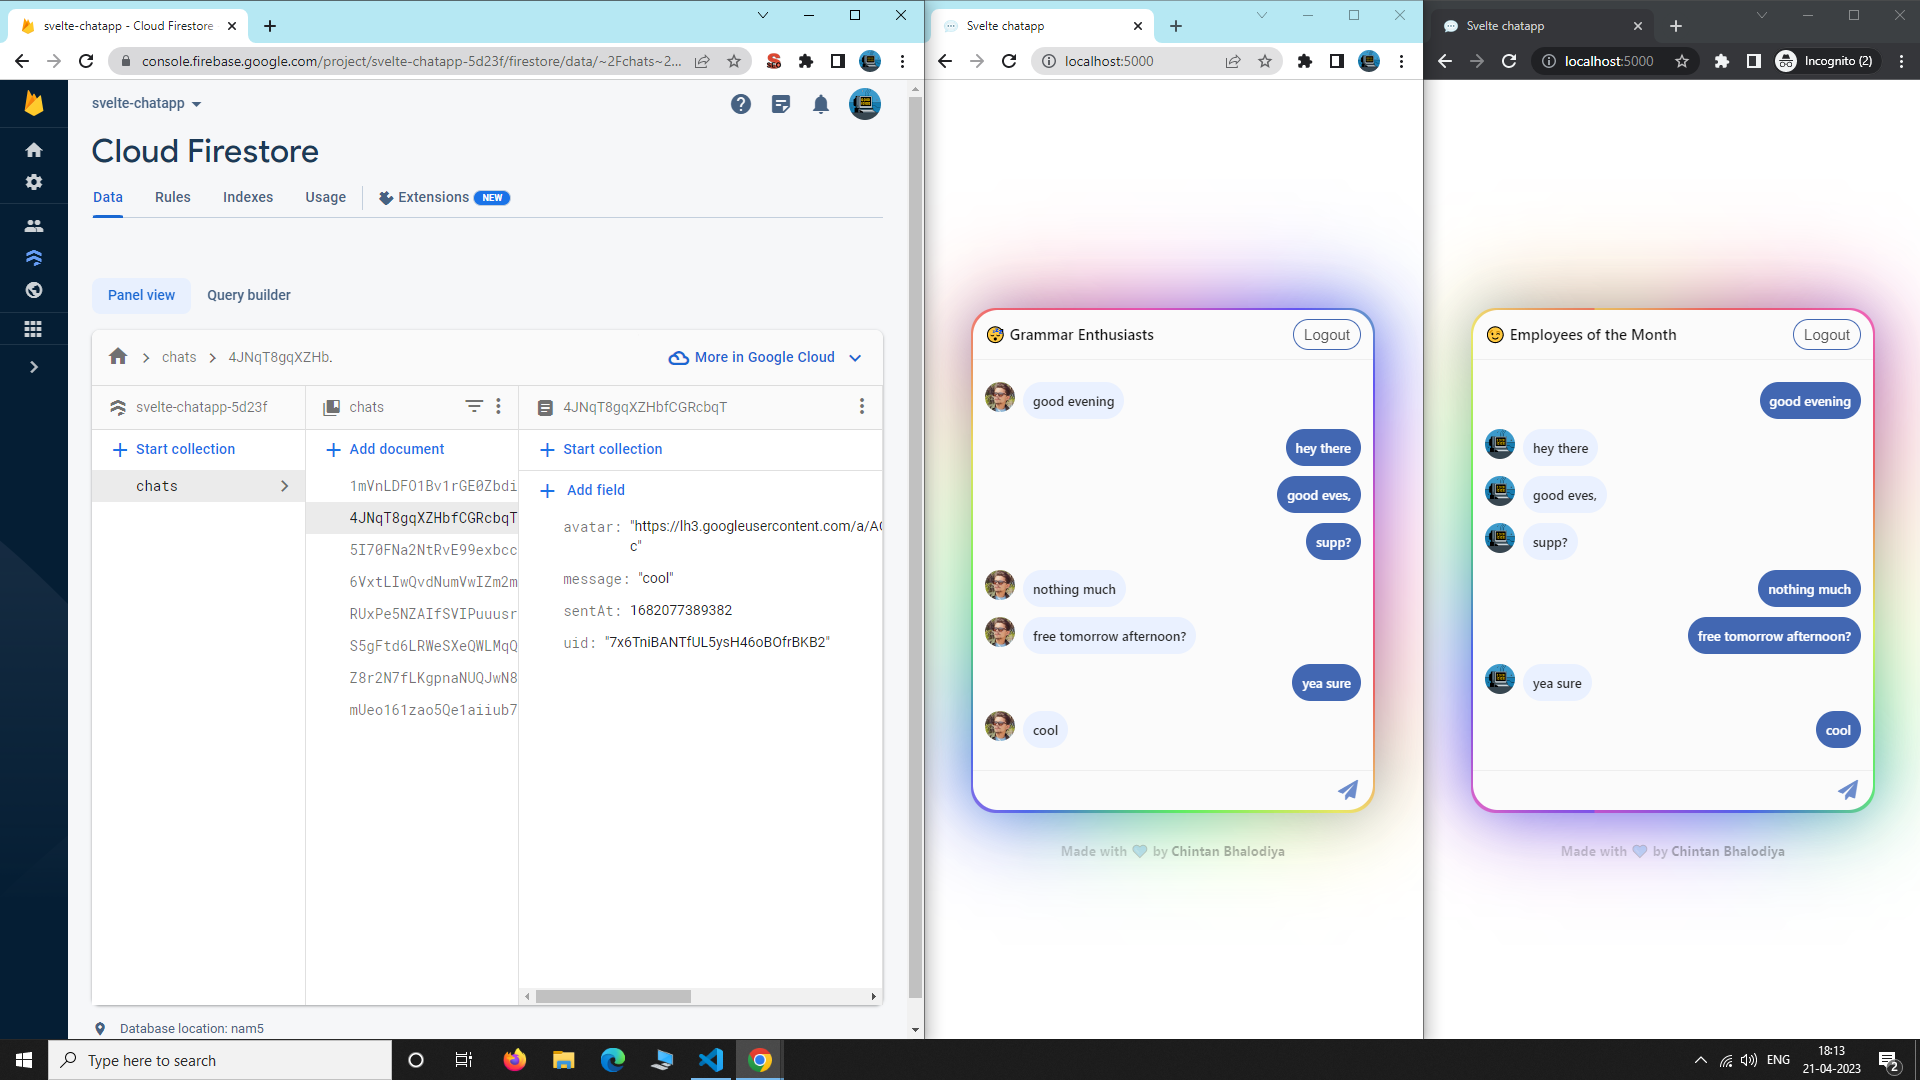 svelte-chatapp - Cloud Firestore
console.firebase.google.com/project/svelte-chatapp-5d23f/firestore/data/~2Fchats~2...
svelte-chatapp
Cloud Firestore
Data Rules Indexes Usage Extensions NEW
Panel view Query builder
chats 4JNqT8gqXZHb.
More in Google Cloud
svelte-chatapp-5d23f
chats
4JNqT8gqXZHbfCGRcbqT
Start collection
Add document
Start collection
chats
1mVnLDFO1Bv1rGE0Zbdi
4JNqT8gqXZHbfCGRcbqT
5I70FNa2NtRvE99exbcc
6VxtLIwQvdNumVwIZm2m
RUxPe5NZAIfSVIPuuusr
S5gFtd6LRWeSXeQWLMqQ
Z8r2N7fLKgpnaNUQJwN8
mUeo161zao5Qe1aiiub7
Add field
avatar: "https://lh3.googleusercontent.com/a/AC
c"
message: "cool"
sentAt: 1682077389382
uid: "7x6TniBANTfUL5ysH46oBOfrBKB2"
Database location: nam5
Svelte chatapp
localhost:5000
Grammar Enthusiasts
Logout
good evening
hey there
good eves,
supp?
nothing much
free tomorrow afternoon?
yea sure
cool
Made with by Chintan Bhalodiya
Svelte chatapp
localhost:5000
Incognito (2)
Employees of the Month
Logout
good evening
hey there
good eves,
supp?
nothing much
free tomorrow afternoon?
yea sure
cool
Made with by Chintan Bhalodiya
Type here to search
ENG
18:13
21-04-2023
2